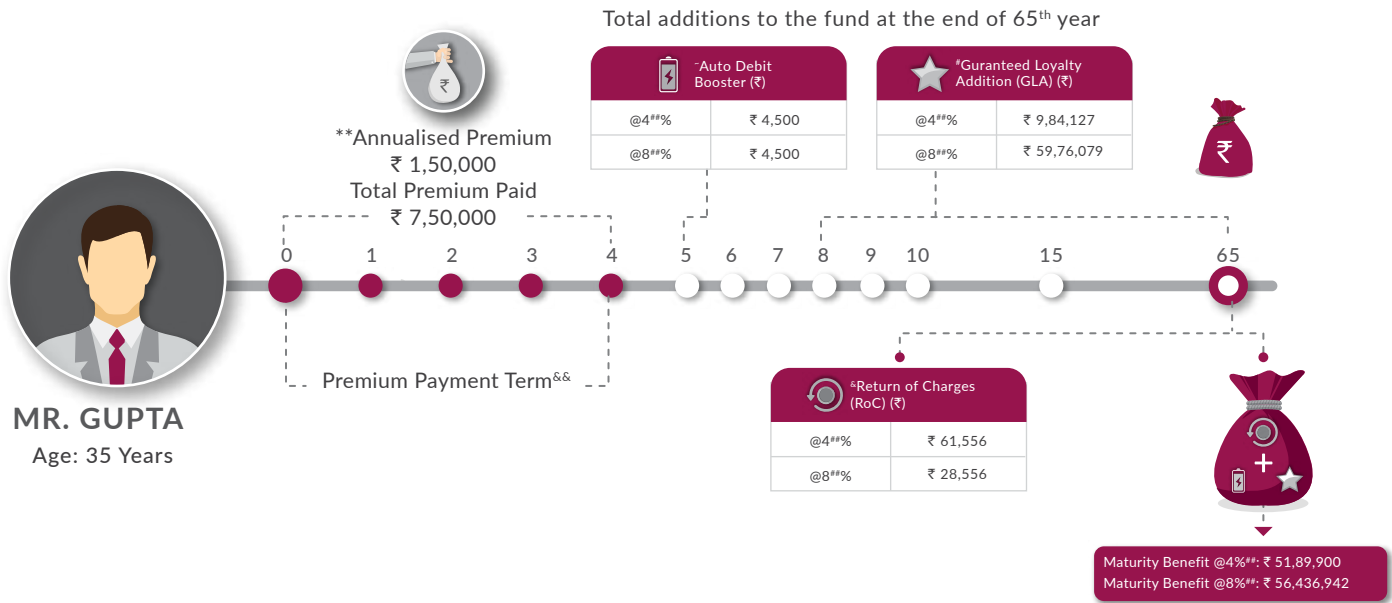 Total additions to the fund at the end of 65th year
~Auto Debit
Booster (₹)
@4##% ₹ 4,500
@8##% ₹ 4,500
#Guranteed Loyalty
Addition (GLA) (₹)
@4##% ₹ 9,84,127
@8##% ₹ 59,76,079
₹
₹
**Annualised Premium
₹ 1,50,000
Total Premium Paid
₹ 7,50,000
0 1 2 3 4 5 6 7 8 9 10 15 65
Premium Payment Term&&
MR. GUPTA
Age: 35 Years
&Return of Charges
(RoC) (₹)
@4##% ₹ 61,556
@8##% ₹ 28,556
+
Maturity Benefit @4%##: ₹ 51,89,900
Maturity Benefit @8%##: ₹ 56,436,942